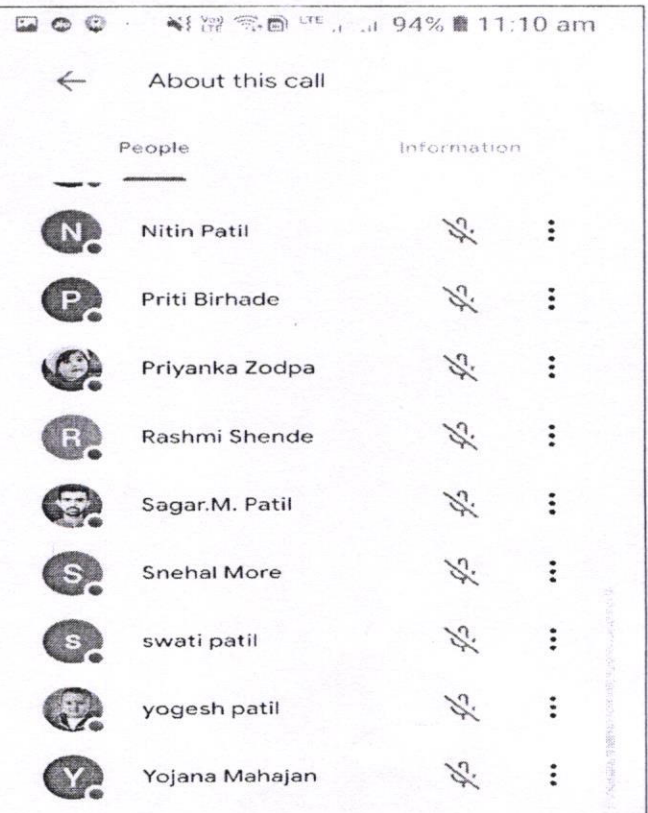 LTE 94% 11:10 am
About this call
People Information
N Nitin Patil
P Priti Birhade
Priyanka Zodpa
R Rashmi Shende
Sagar.M. Patil
S Snehal More
s swati patil
yogesh patil
Y Yojana Mahajan